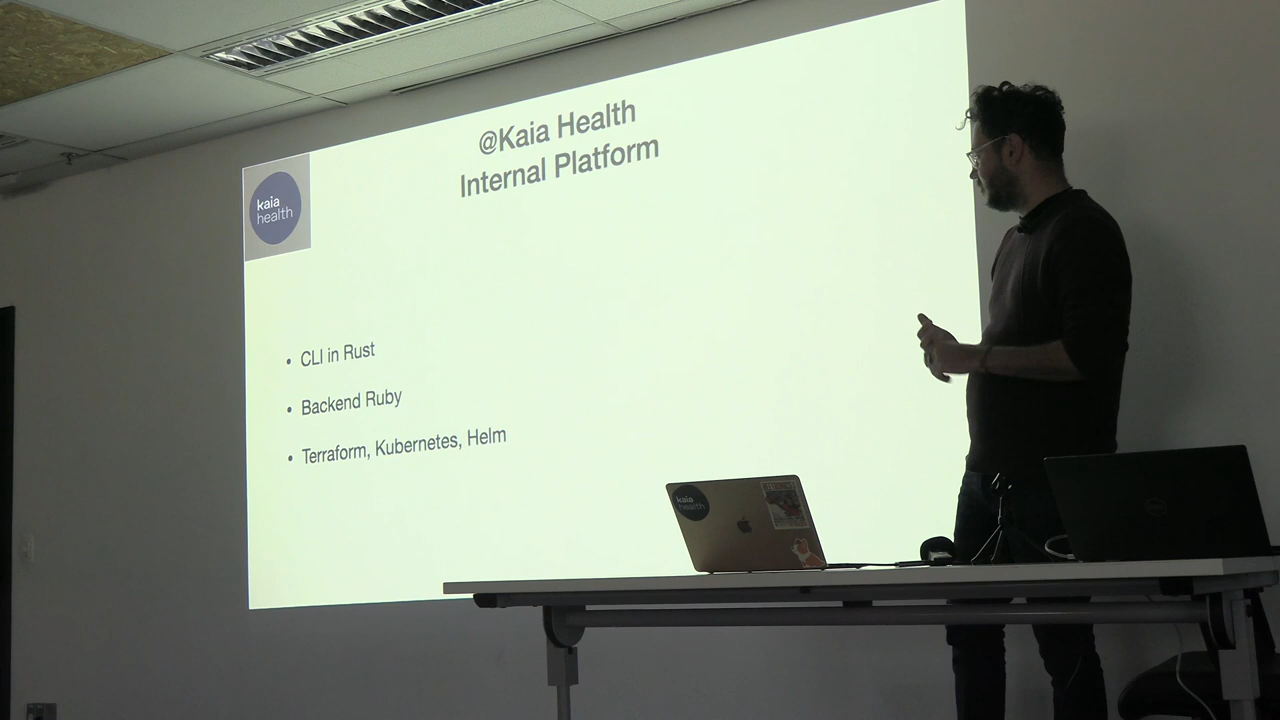 @Kaia Health
Internal Platform
kaia
health
• CLI in Rust
• Backend Ruby
• Terraform, Kubernetes, Helm
kaia
health